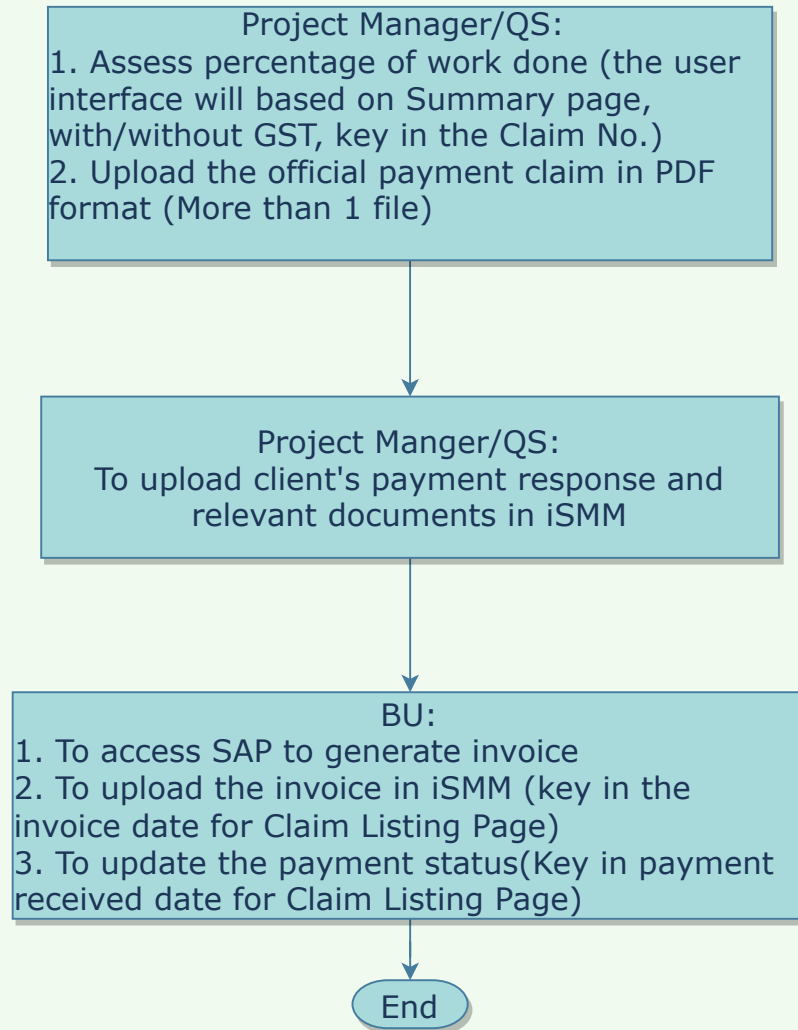 Project Manager/QS:
1. Assess percentage of work done (the user
interface will based on Summary page,
with/without GST, key in the Claim No.)
2. Upload the official payment claim in PDF
format (More than 1 file)
Project Manger/QS:
To upload client's payment response and
relevant documents in iSMM
BU:
1. To access SAP to generate invoice
2. To upload the invoice in iSMM (key in the
invoice date for Claim Listing Page)
3. To update the payment status(Key in payment
received date for Claim Listing Page)
End